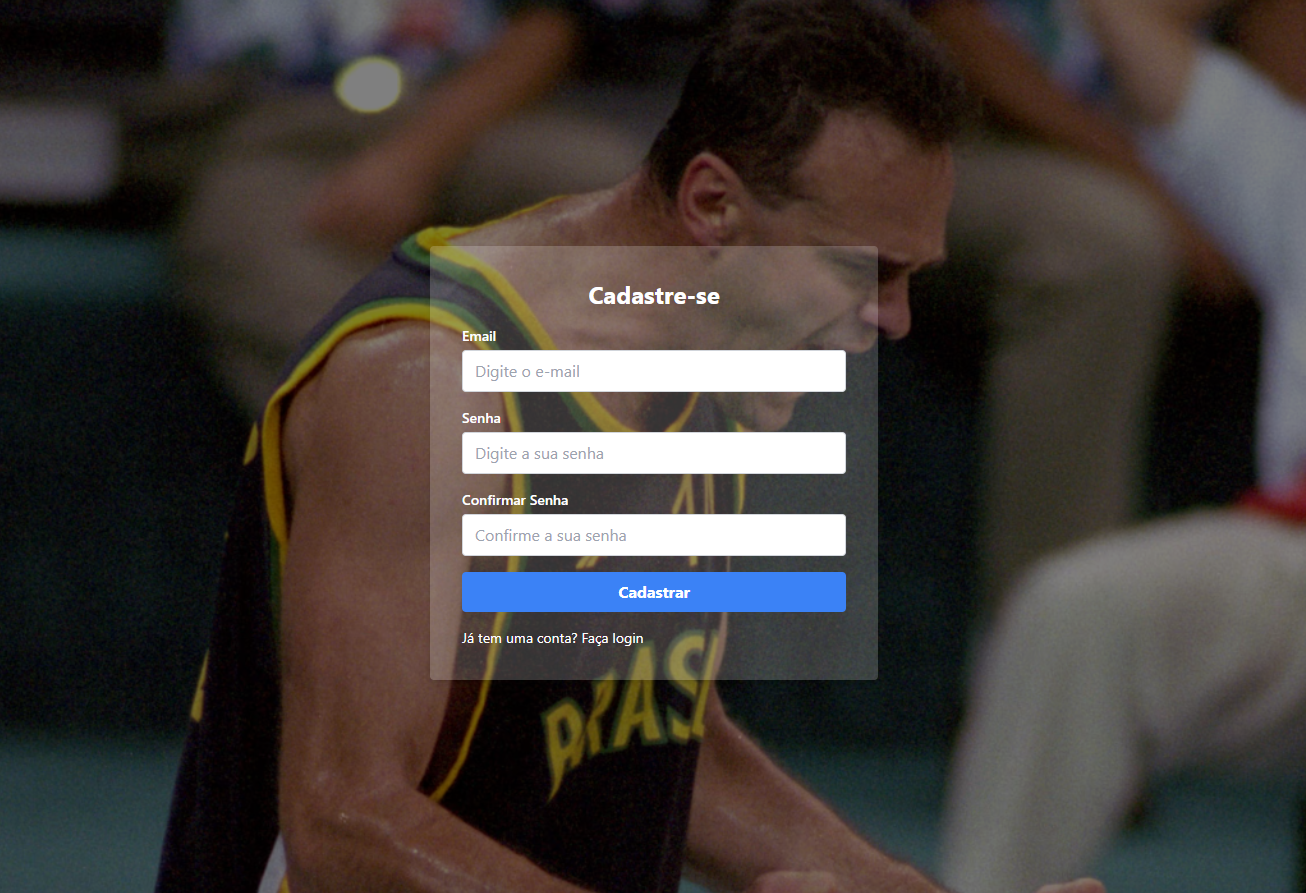 Cadastre-se
Email
Digite o e-mail
Senha
Digite a sua senha
Confirmar Senha
Confirme a sua senha
Cadastrar
Já tem uma conta? Faça login
BRASIL